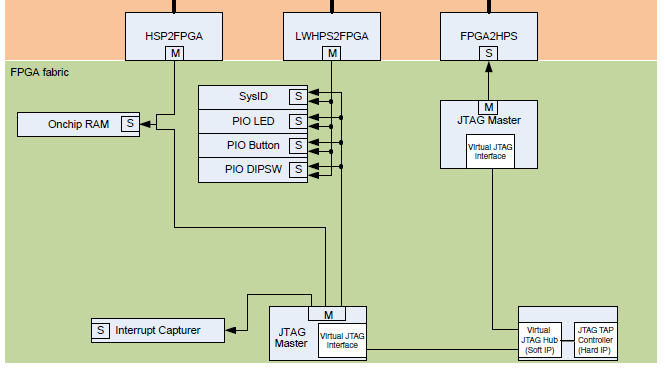 HSP2FPGA
M
LWHPS2FPGA
M
FPGA2HPS
S
FPGA fabric
SysID S
PIO LED S
PIO Button S
PIO DIPSW S
Onchip RAM S
M
JTAG Master
Virtual JTAG
Interface
S Interrupt Capturer
M
JTAG
Master
Virtual JTAG
Interface
Virtual
JTAG Hub
(Soft IP)
JTAG TAP
Controller
(Hard IP)